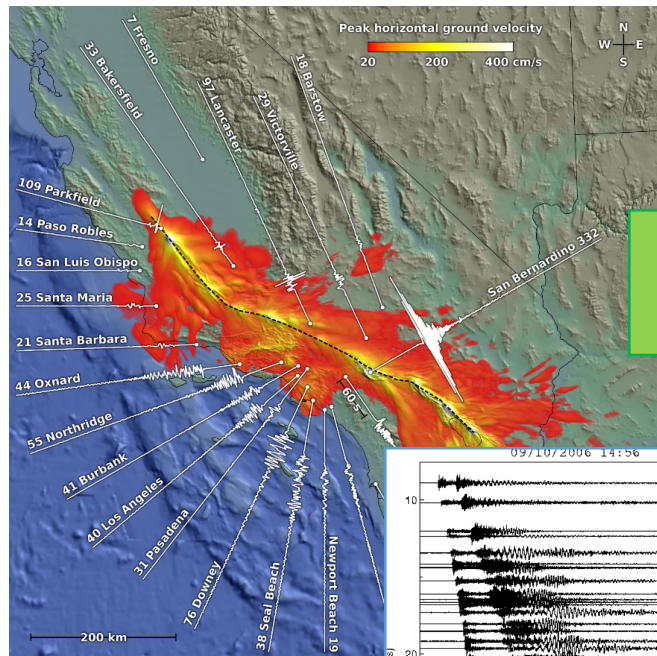 Peak horizontal ground velocity
20 200 400 cm/s
N
W E
S
7 Fresno
33 Bakersfield
97 Lancaster
29 Victorville
18 Barstow
109 Parkfield
14 Paso Robles
16 San Luis Obispo
25 Santa Maria
21 Santa Barbara
44 Oxnard
55 Northridge
41 Burbank
40 Los Angeles
31 Pasadena
76 Downey
38 Seal Beach
Newport Beach 19
San Bernardino 332
60 s
200 km
09/10/2006 14:56
10
20
s)